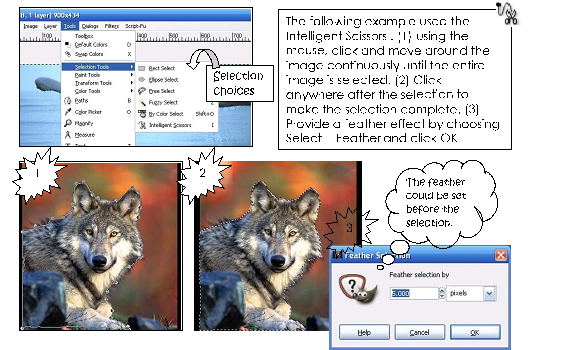 8, 1 layer) 900x434
Image Layer Tools Dialogs Filters Script-Fu
Toolbox
Default Colors D
Swap Colors X
Selection Tools
Paint Tools
Transform Tools
Color Tools
Paths B
Color Picker O
Magnify
Measure
100
400
Rect Select R
Ellipse Select E
Free Select F
Fuzzy Select Z
By Color Select Shift+O
Intelligent Scissors I
Selection
choices
The following example used the
Intelligent Scissors. (1) using the
mouse, click and move around the
image continuously until the entire
image is selected. (2) Click
anywhere after the selection to
make the selection complete. (3)
Provide a feather effect by choosing
Select Feather and click OK
1
2
3
The feather
could be set
before the
selection.
Feather Selection
Feather selection by
5.000 pixels
Help Cancel OK